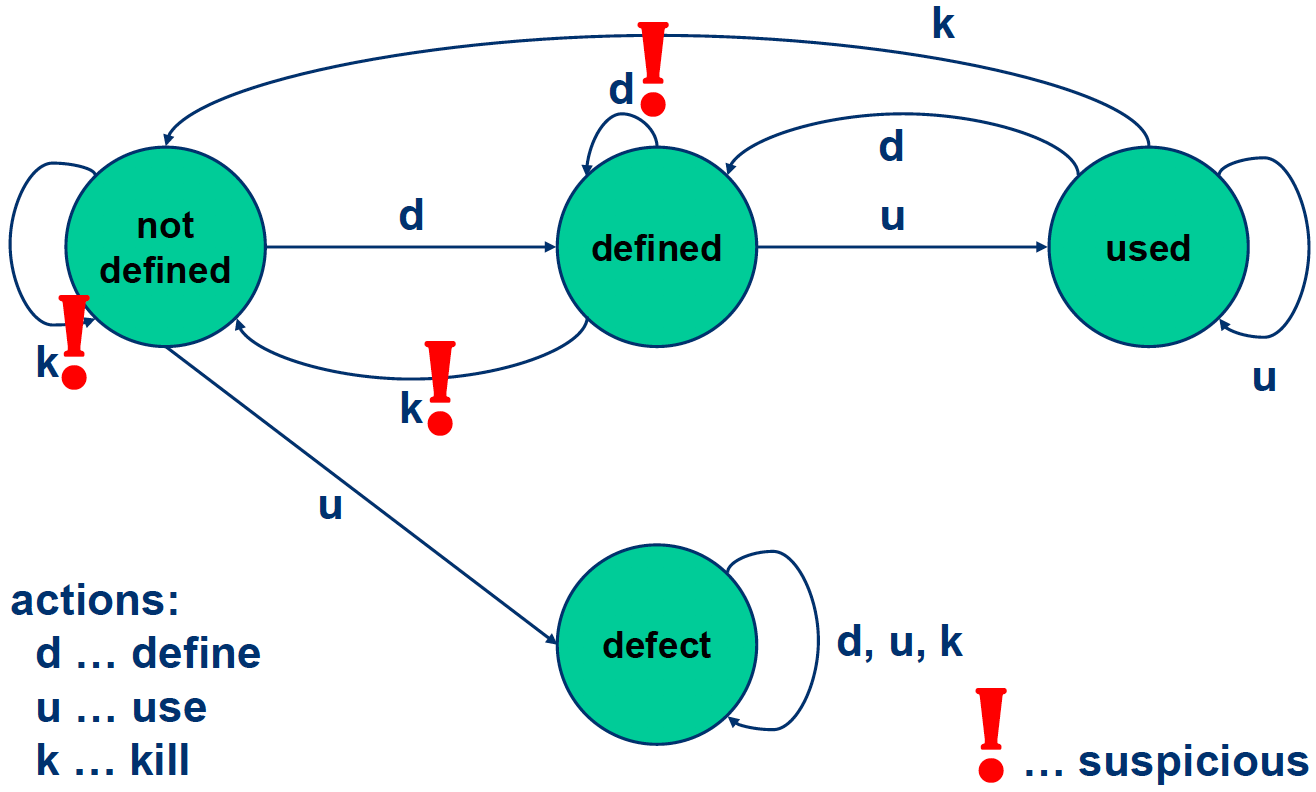 k
d
d
not
defined
d
defined
u
used
k
k
u
u
defect
d, u, k
actions:
d … define
u … use
k … kill
… suspicious